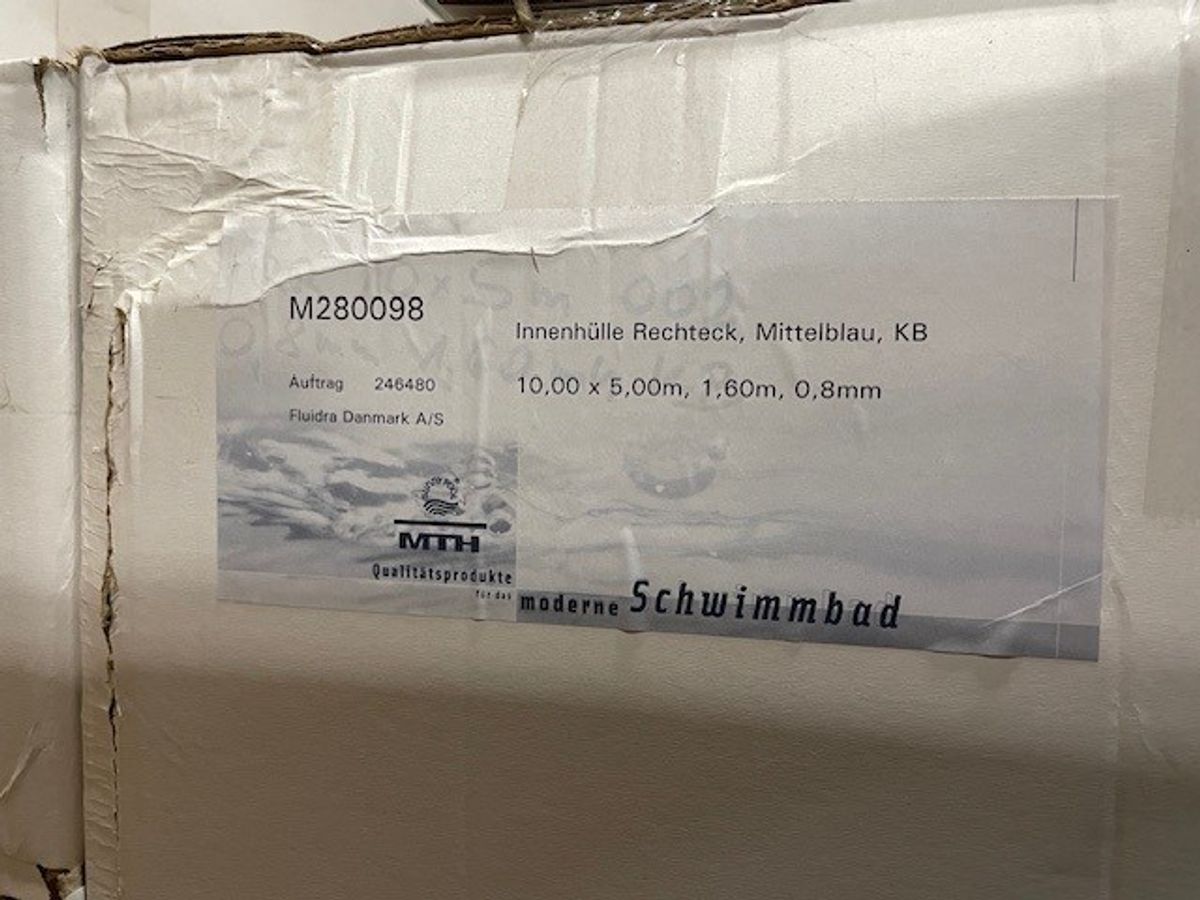 M280098
Innenhülle Rechteck, Mittelblau, KB
Auftrag 246480
10,00 x 5,00m, 1,60m, 0,8mm
Fluidra Danmark A/S
MTH
Qualitätsprodukte
für das
moderne Schwimmbad